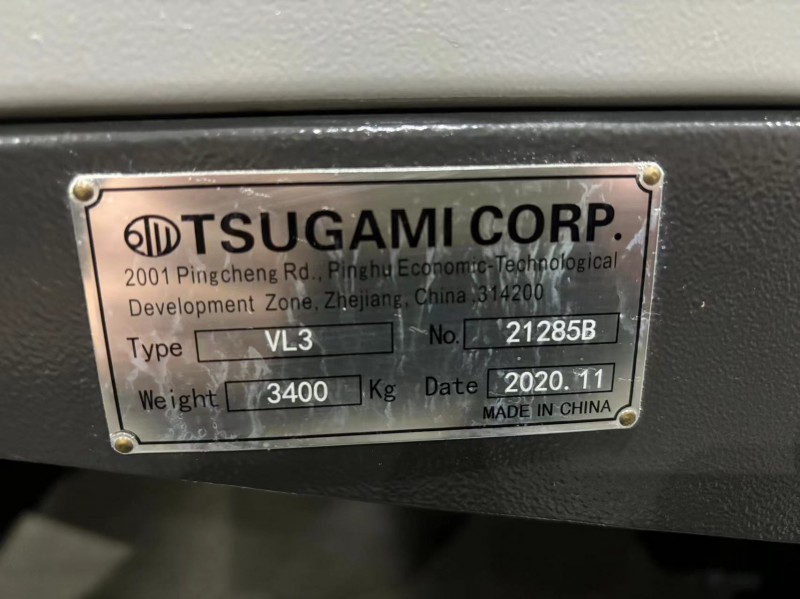 TSUGAMI CORP.
2001 Pingcheng Rd., Pinghu Economic-Technological
Development Zone, Zhejiang, China ,314200
Type VL3 No. 21285B
Weight 3400 Kg Date 2020.11
MADE IN CHINA